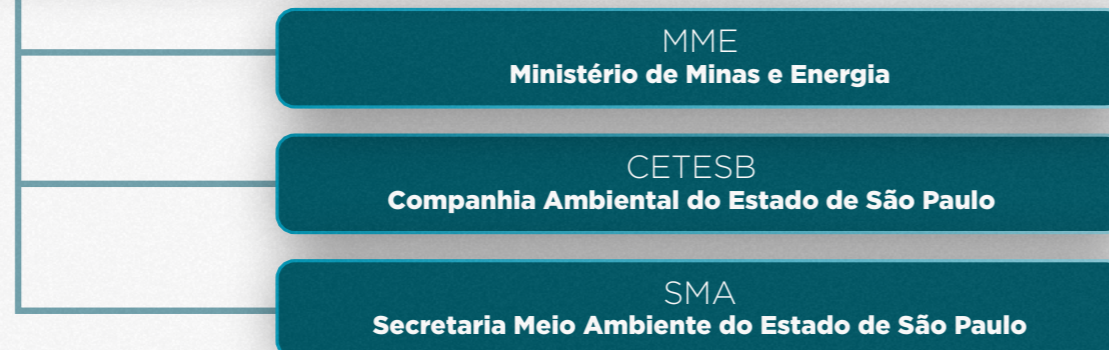 MME
Ministério de Minas e Energia
CETESB
Companhia Ambiental do Estado de São Paulo
SMA
Secretaria Meio Ambiente do Estado de São Paulo